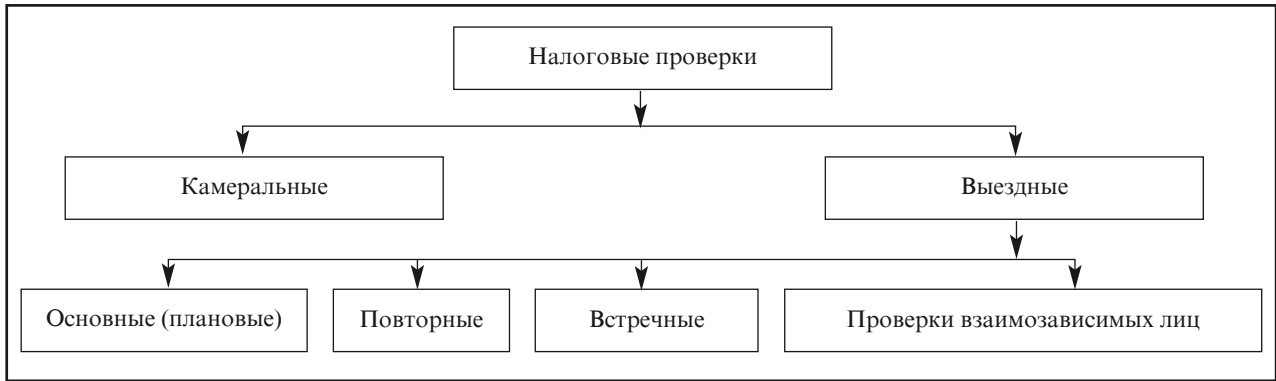 Налоговые проверки
Камеральные
Выездные
Основные (плановые)
Повторные
Встречные
Проверки взаимозависимых лиц